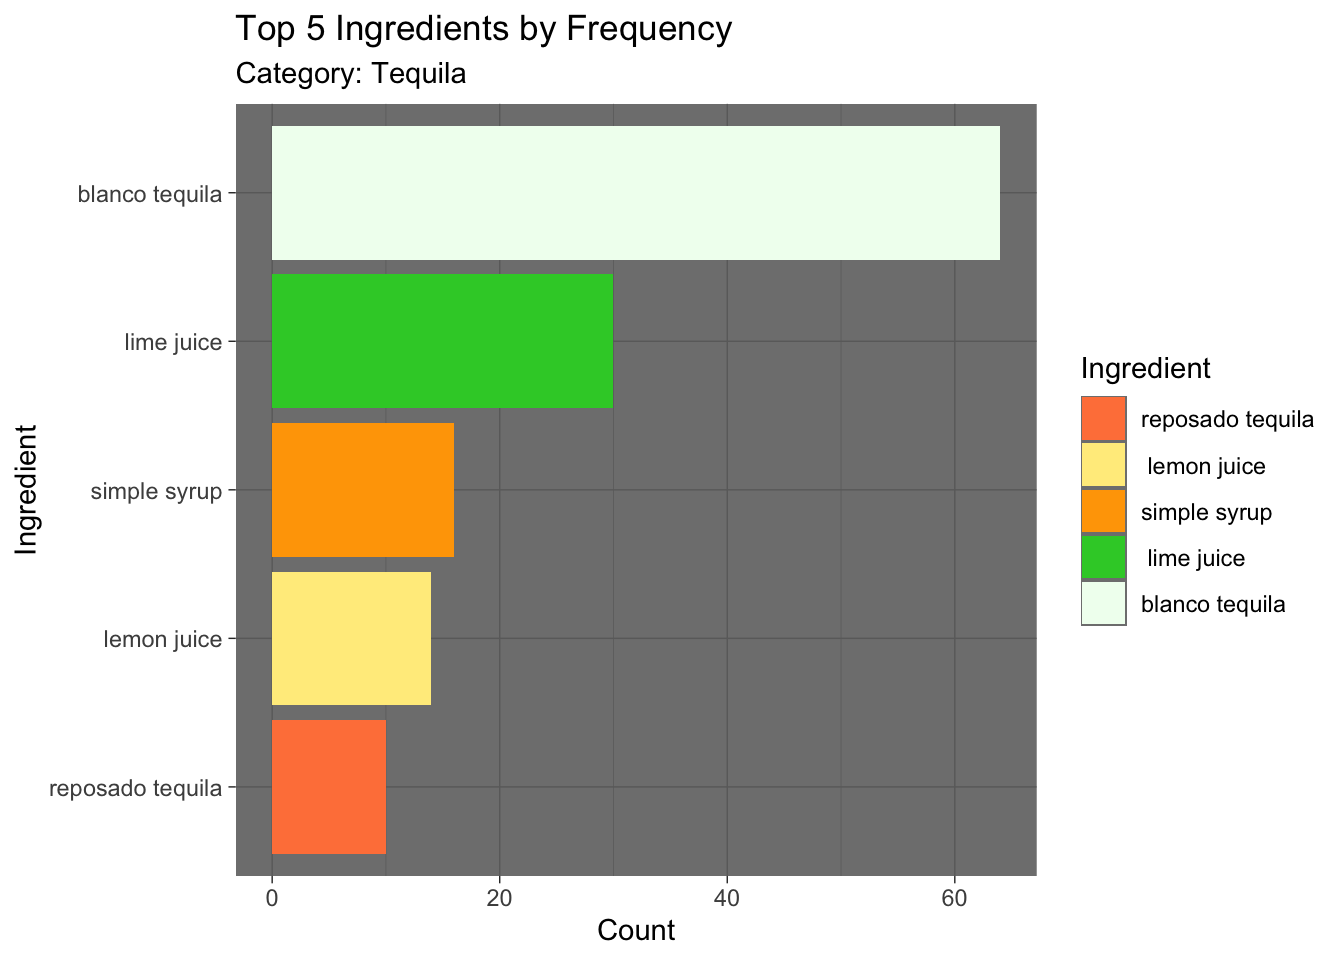 Top 5 Ingredients by Frequency
Category: Tequila
blanco tequila
lime juice
simple syrup
lemon juice
reposado tequila
Ingredient
0 20 40 60
Count
Ingredient
reposado tequila
lemon juice
simple syrup
lime juice
blanco tequila